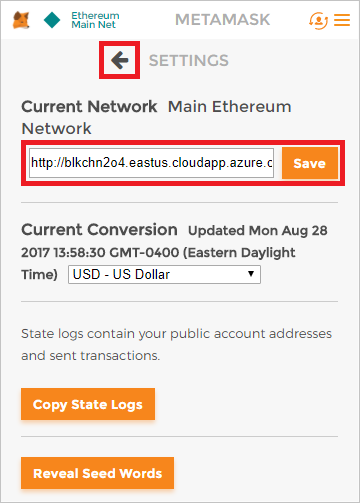 Ethereum
Main Net
METAMASK
SETTINGS
Current Network Main Ethereum
Network
http://blkchn2o4.eastus.cloudapp.azure.c
Save
Current Conversion Updated Mon Aug 28
2017 13:58:30 GMT-0400 (Eastern Daylight
Time) USD - US Dollar
State logs contain your public account addresses
and sent transactions.
Copy State Logs
Reveal Seed Words